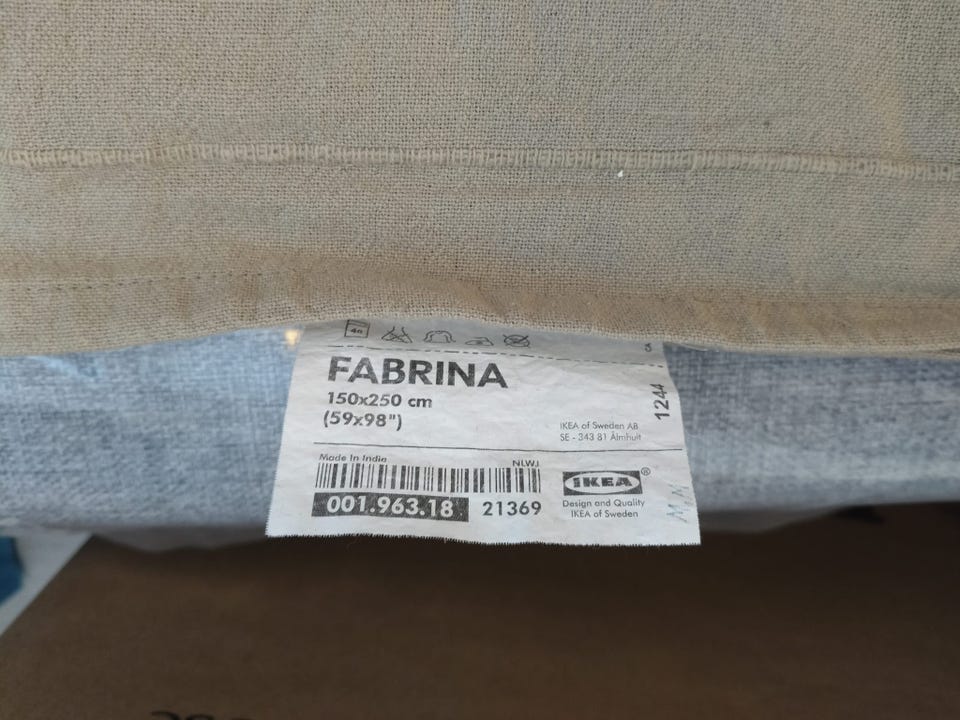 FABRINA
150x250 cm
(59x98")
1244
IKEA of Sweden AB
SE - 343 81 Älmhult
Made In India
NLWJ
001.963.18
21369
IKEA®
Design and Quality
IKEA of Sweden